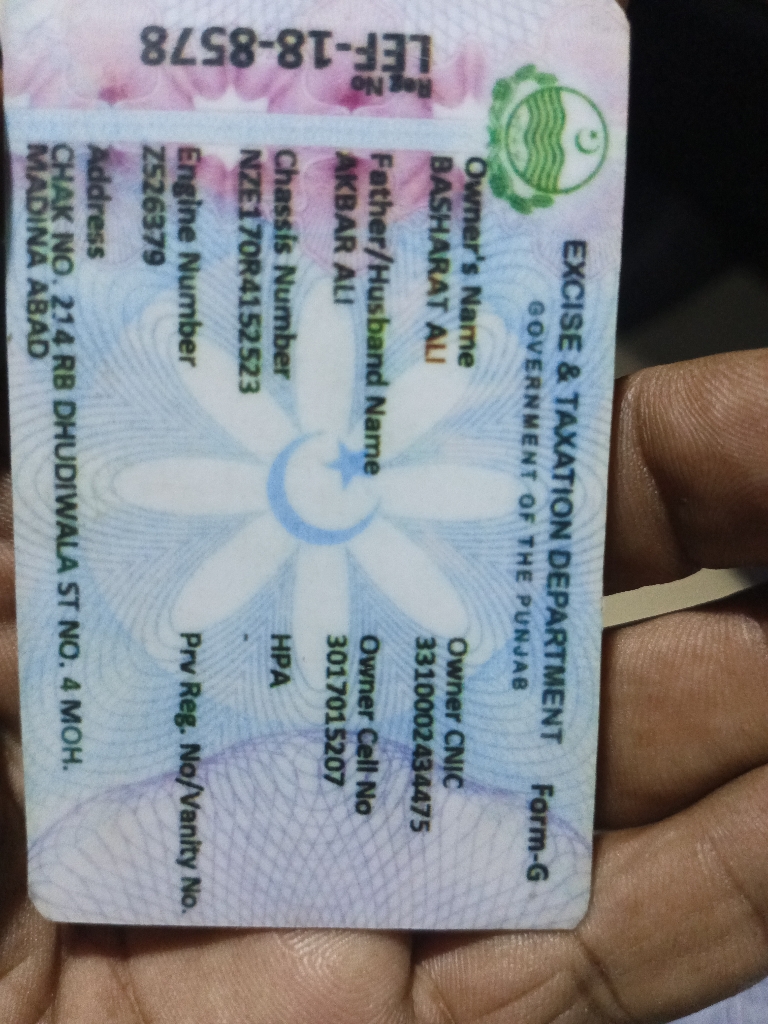 EXCISE & TAXATION DEPARTMENT Form-G
GOVERNMENT OF THE PUNJAB
Reg No
LEF-18-8578
Owner's Name
BASHARAT ALI
Owner CNIC
3310002434475
Father/Husband Name
AKBAR ALI
Owner Cell No
3017015207
Chassis Number
NZE170R4152523
HPA
-
Engine Number
Z526379
Prv Reg. No/Vanity No.
Address
CHAK NO. 214 RB DHUDIWALA ST NO. 4 MOH.
MADINA ABAD